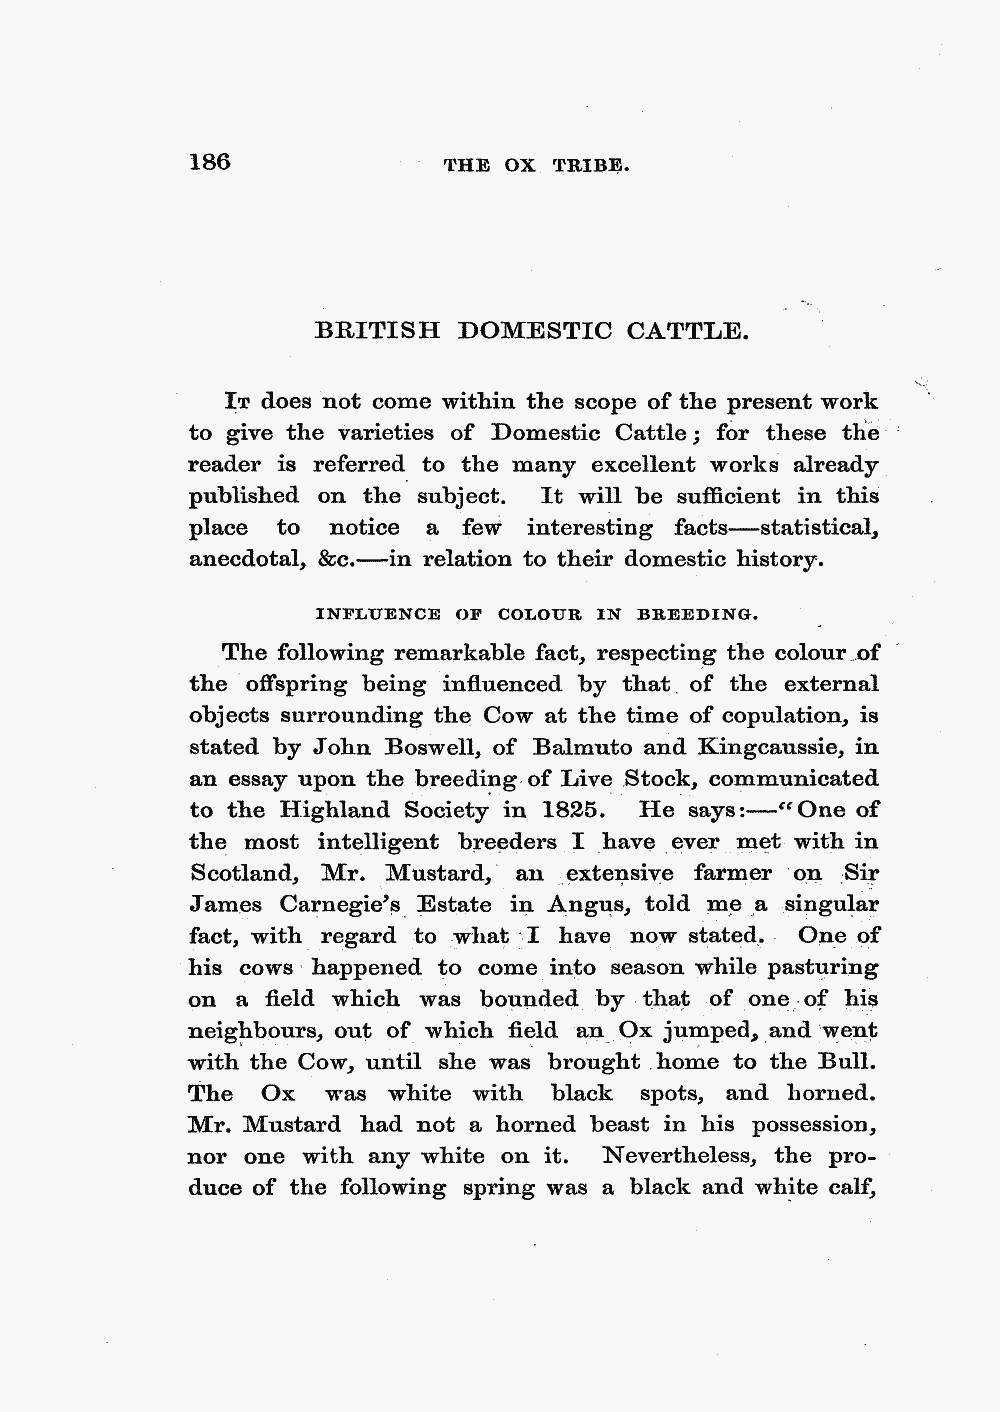 186 THE OX TRIBE.
BRITISH DOMESTIC CATTLE.
It does not come within the scope of the present work
to give the varieties of Domestic Cattle; for these the
reader is referred to the many excellent works already
published on the subject. It will be sufficient in this
place to notice a few interesting facts—statistical,
anecdotal, &c.—in relation to their domestic history.
INFLUENCE OF COLOUR IN BREEDING.
The following remarkable fact, respecting the colour of
the offspring being influenced by that of the external
objects surrounding the Cow at the time of copulation, is
stated by John Boswell, of Balmuto and Kingcaussie, in
an essay upon the breeding of Live Stock, communicated
to the Highland Society in 1825. He says:—“One of
the most intelligent breeders I have ever met with in
Scotland, Mr. Mustard, an extensive farmer on Sir
James Carnegie’s Estate in Angus, told me a singular
fact, with regard to what I have now stated. One of
his cows happened to come into season while pasturing
on a field which was bounded by that of one of his
neighbours, out of which field an Ox jumped, and went
with the Cow, until she was brought home to the Bull.
The Ox was white with black spots, and horned.
Mr. Mustard had not a horned beast in his possession,
nor one with any white on it. Nevertheless, the pro-
duce of the following spring was a black and white calf,